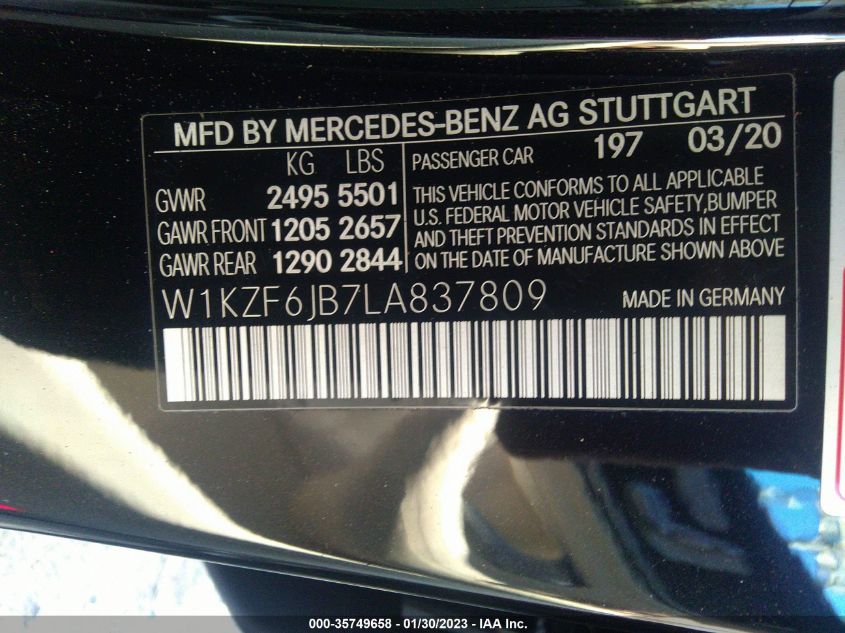 MFD BY MERCEDES-BENZ AG STUTTGART
KG LBS
GVWR 2495 5501
GAWR FRONT 1205 2657
GAWR REAR 1290 2844
PASSENGER CAR 197 03/20
THIS VEHICLE CONFORMS TO ALL APPLICABLE
U.S. FEDERAL MOTOR VEHICLE SAFETY,BUMPER
AND THEFT PREVENTION STANDARDS IN EFFECT
ON THE DATE OF MANUFACTURE SHOWN ABOVE
W1KZF6JB7LA837809 MADE IN GERMANY
000-35749658 - 01/30/2023 - IAA Inc.